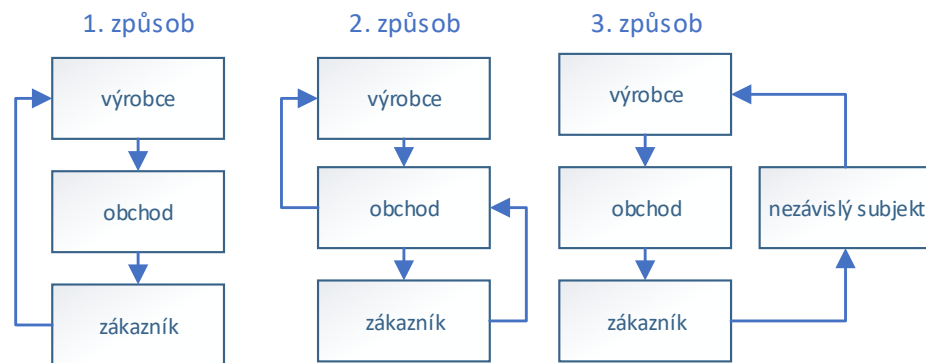 1. způsob
výrobce
obchod
zákazník
2. způsob
výrobce
obchod
zákazník
3. způsob
výrobce
obchod
zákazník
nezávislý subjekt